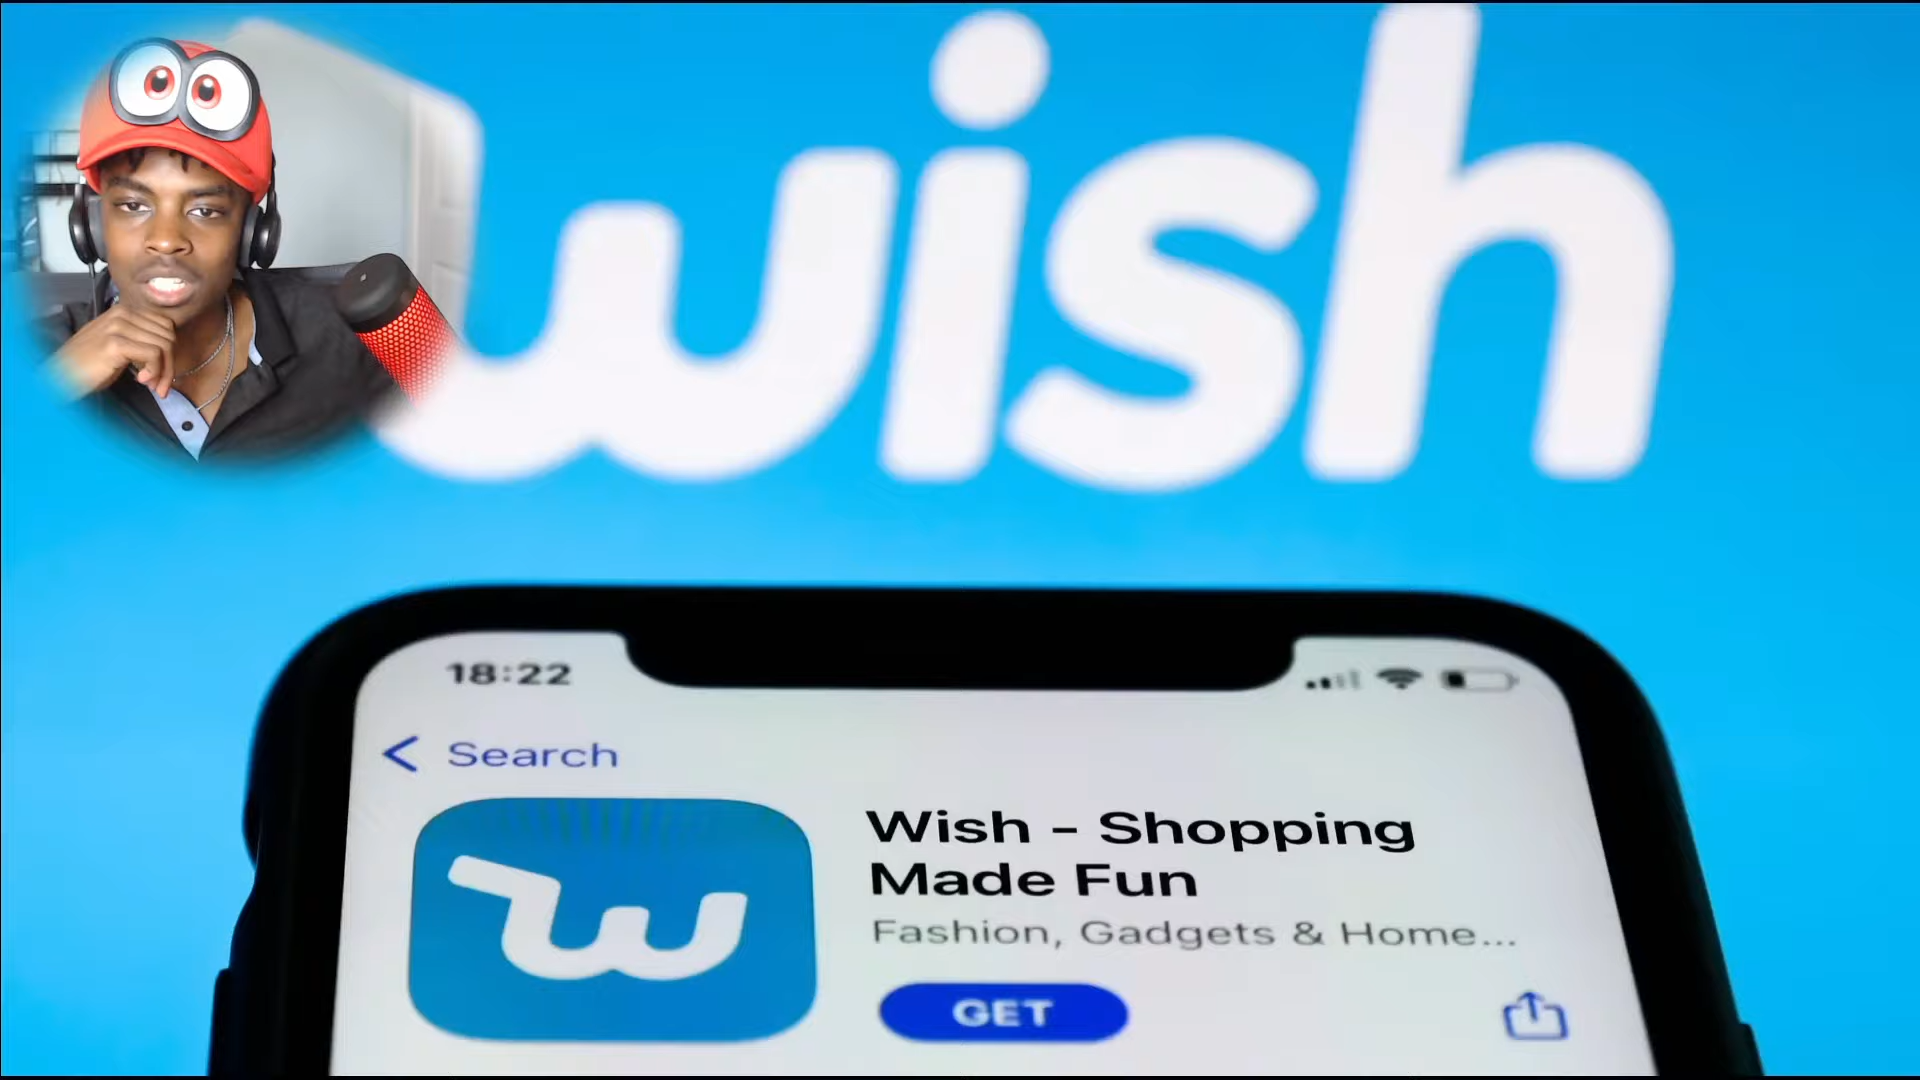 wish
18:22
Search
Wish - Shopping
Made Fun
Fashion, Gadgets & Home...
GET